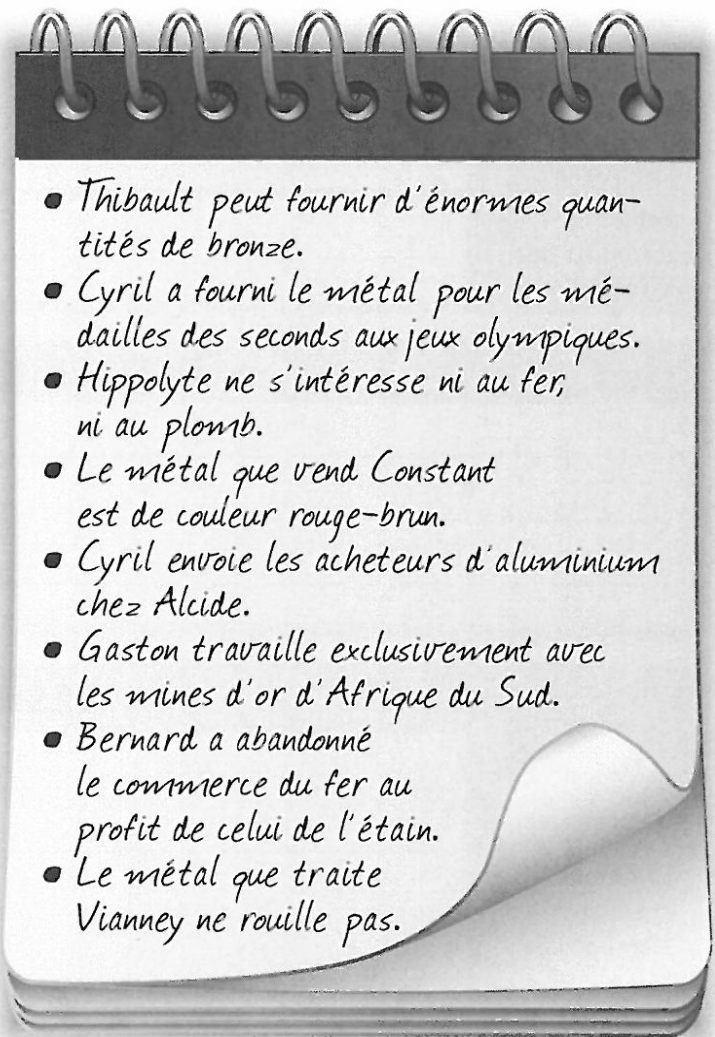 • Thibault peut fournir d'énormes quan-
tités de bronze.
• Cyril a fourni le métal pour les mé-
dailles des seconds aux jeux olympiques.
• Hippolyte ne s'intéresse ni au fer,
ni au plomb.
• Le métal que vend Constant
est de couleur rouge-brun.
• Cyril envoie les acheteurs d'aluminium
chez Alcide.
• Gaston travaille exclusivement avec
les mines d'or d'Afrique du Sud.
• Bernard a abandonné
le commerce du fer au
profit de celui de l'étain.
• Le métal que traite
Vianney ne rouille pas.